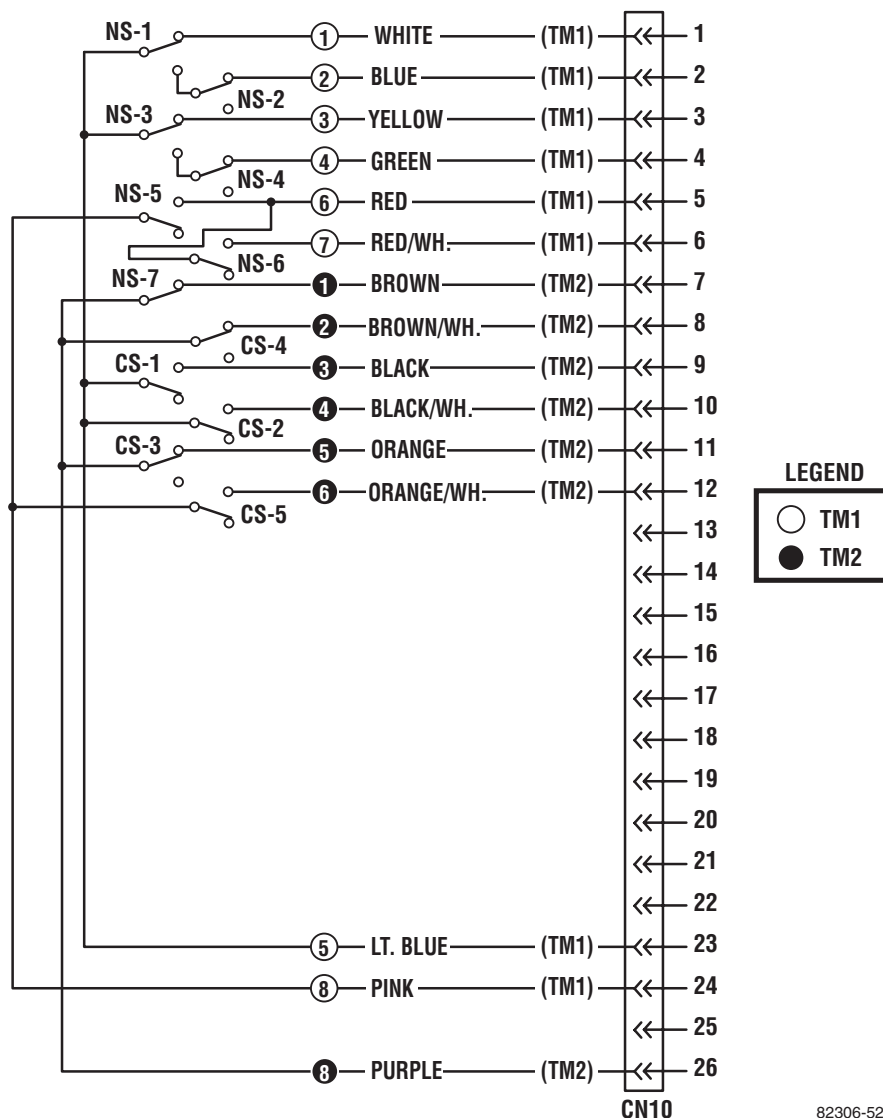 NS-1 1 WHITE (TM1) 1
2 BLUE (TM1) 2
NS-2
NS-3 3 YELLOW (TM1) 3
4 GREEN (TM1) 4
NS-4
NS-5 6 RED (TM1) 5
7 RED/WH. (TM1) 6
NS-6
NS-7 1 BROWN (TM2) 7
2 BROWN/WH. (TM2) 8
CS-4
CS-1 3 BLACK (TM2) 9
4 BLACK/WH. (TM2) 10
CS-2
CS-3 5 ORANGE (TM2) 11
6 ORANGE/WH. (TM2) 12
CS-5
13
14
15
16
17
18
19
20
21
22
5 LT. BLUE (TM1) 23
8 PINK (TM1) 24
25
8 PURPLE (TM2) 26
CN10
LEGEND
TM1
TM2
82306-52